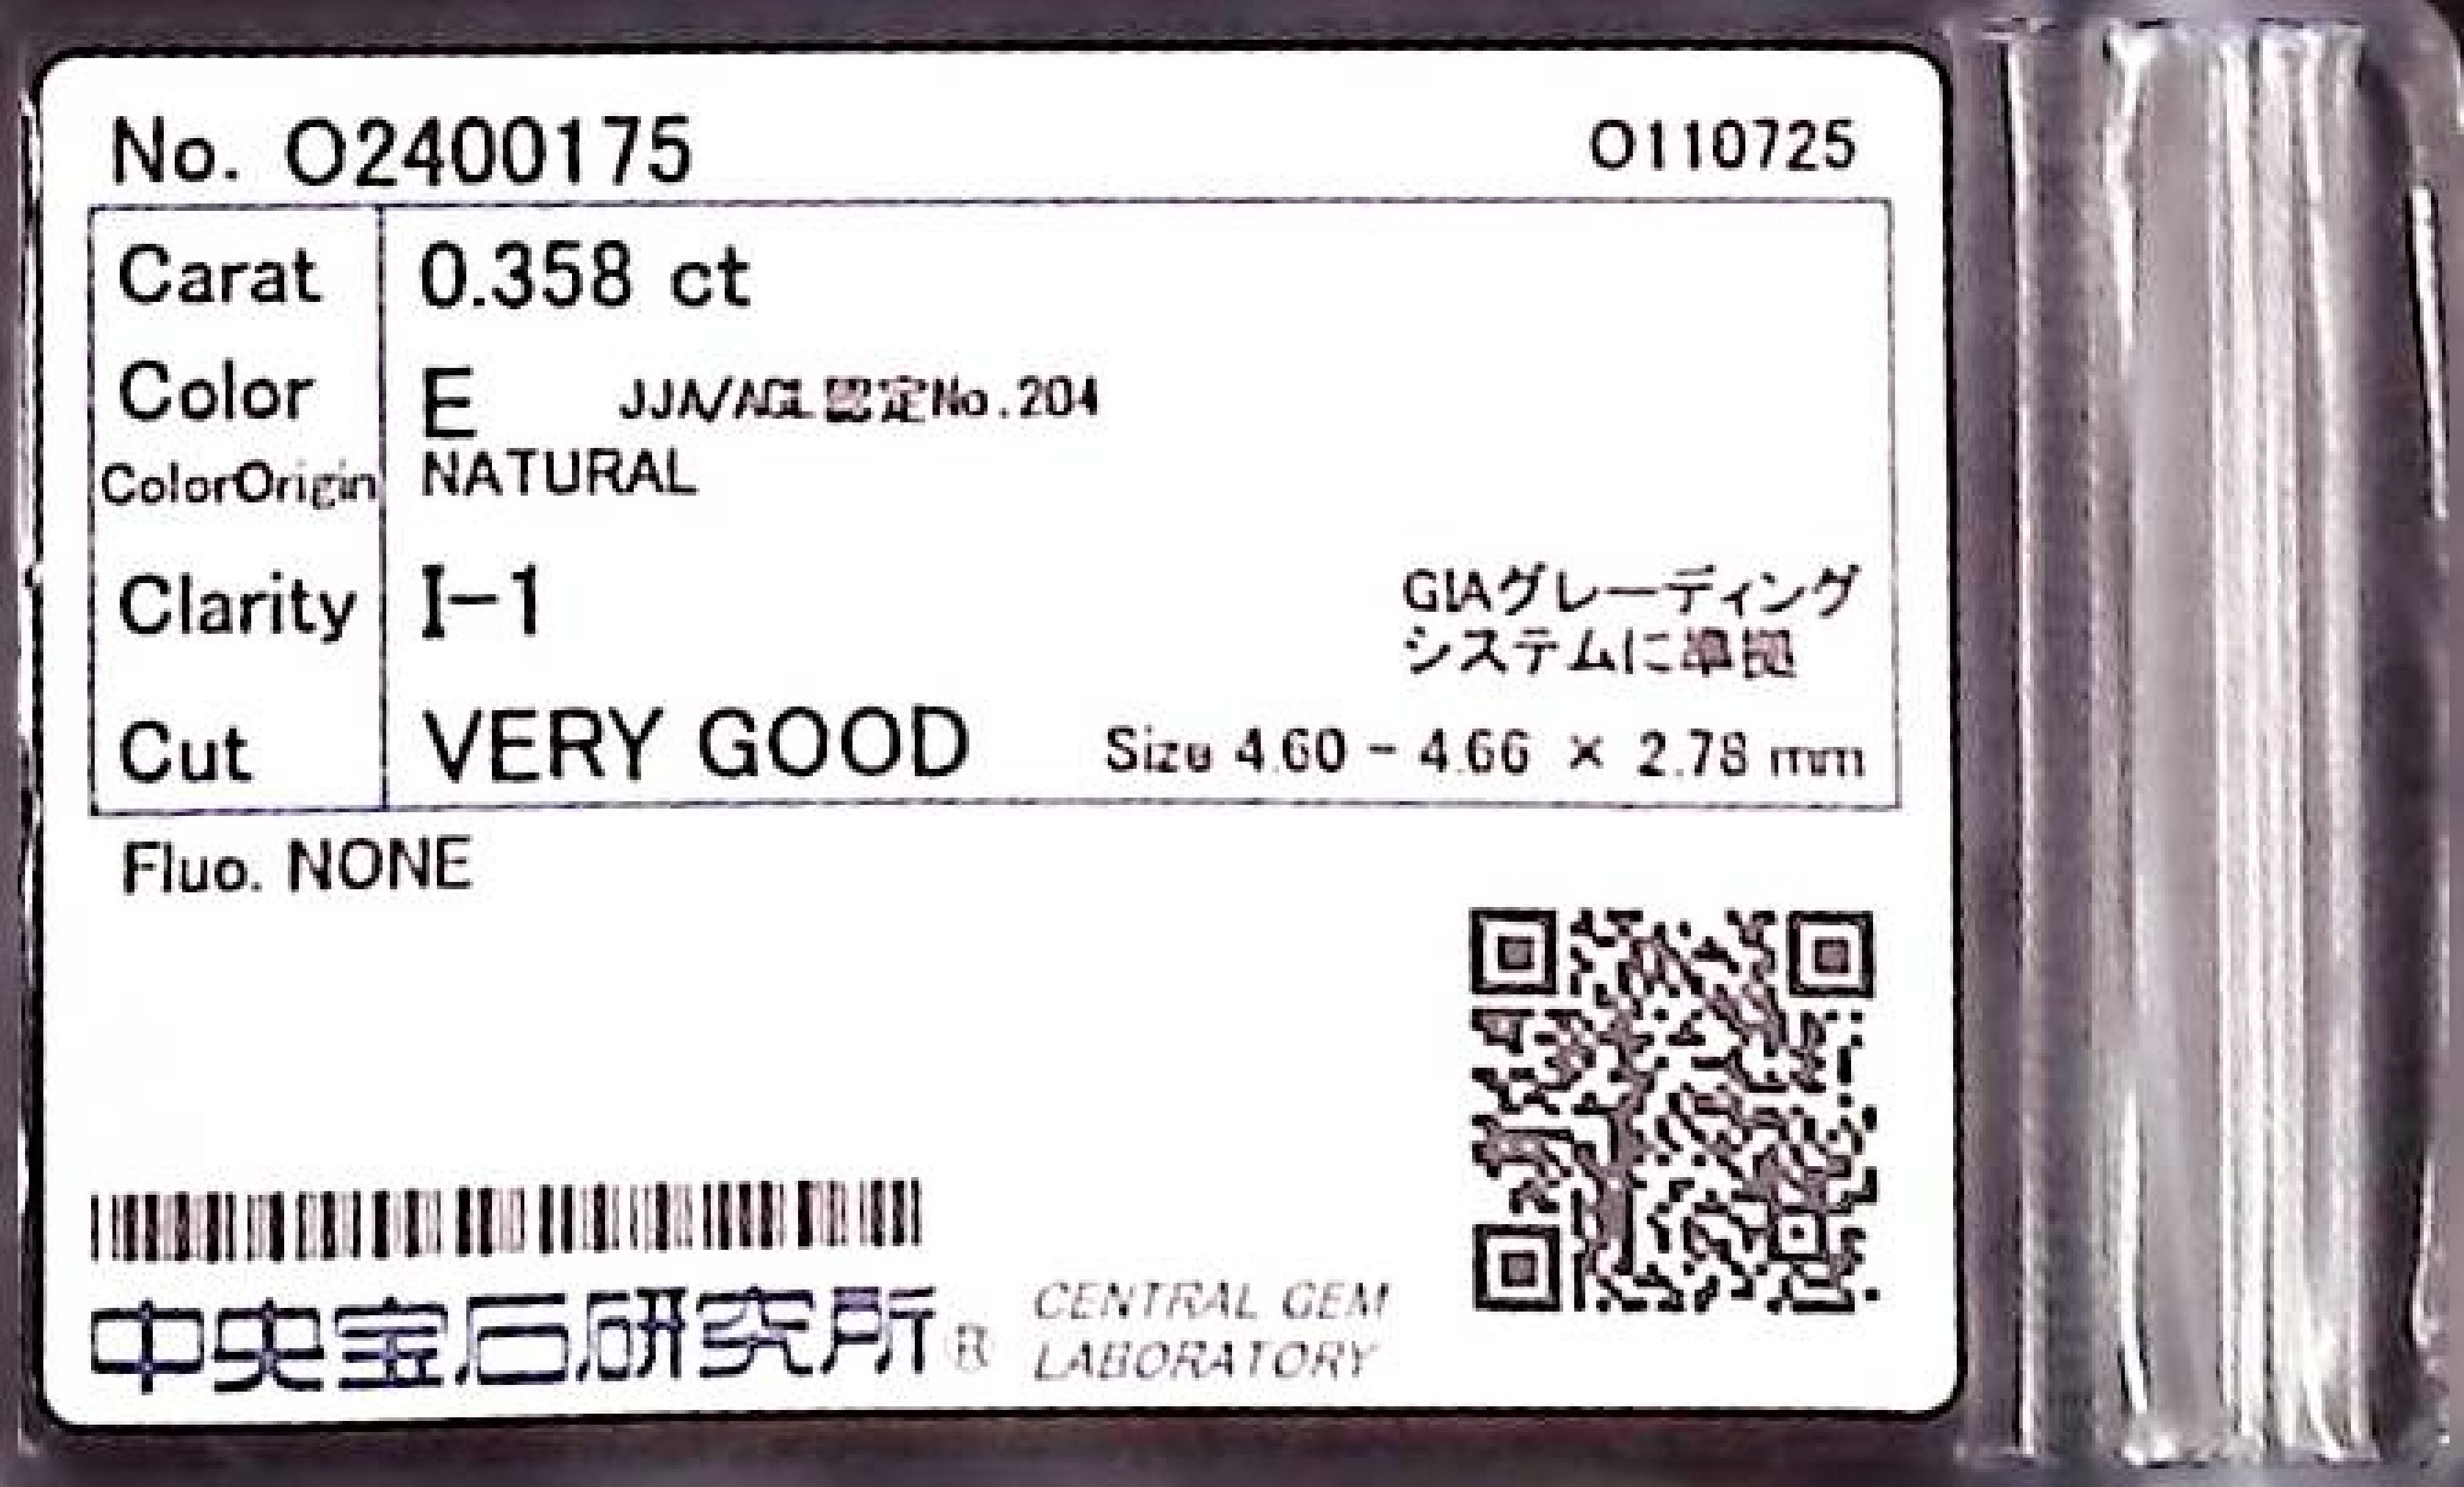 No. O2400175 O110725
Carat 0.358 ct
Color E JJA/AGL認定No.204
ColorOrigin NATURAL
Clarity I-1
GIAグレーディング
システムに準拠
Cut VERY GOOD Size 4.60 - 4.66 × 2.78 mm
Fluo. NONE
中央宝石研究所® CENTRAL GEM
LABORATORY